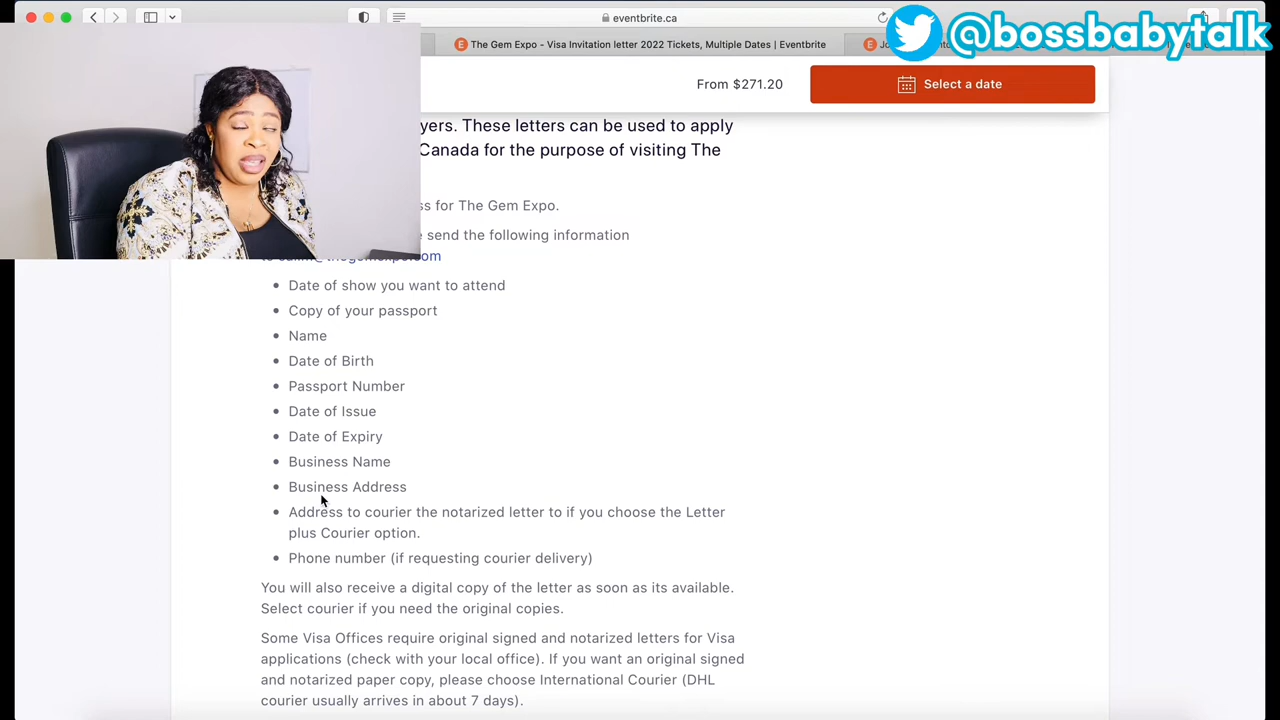 eventbrite.ca
@bossbabytalk
The Gem Expo - Visa Invitation letter 2022 Tickets, Multiple Dates | Eventbrite
From $271.20
Select a date
yers. These letters can be used to apply
Canada for the purpose of visiting The
ss for The Gem Expo.
send the following information
• Date of show you want to attend
• Copy of your passport
• Name
• Date of Birth
• Passport Number
• Date of Issue
• Date of Expiry
• Business Name
• Business Address
• Address to courier the notarized letter to if you choose the Letter
plus Courier option.
• Phone number (if requesting courier delivery)
You will also receive a digital copy of the letter as soon as its available.
Select courier if you need the original copies.
Some Visa Offices require original signed and notarized letters for Visa
applications (check with your local office). If you want an original signed
and notarized paper copy, please choose International Courier (DHL
courier usually arrives in about 7 days).